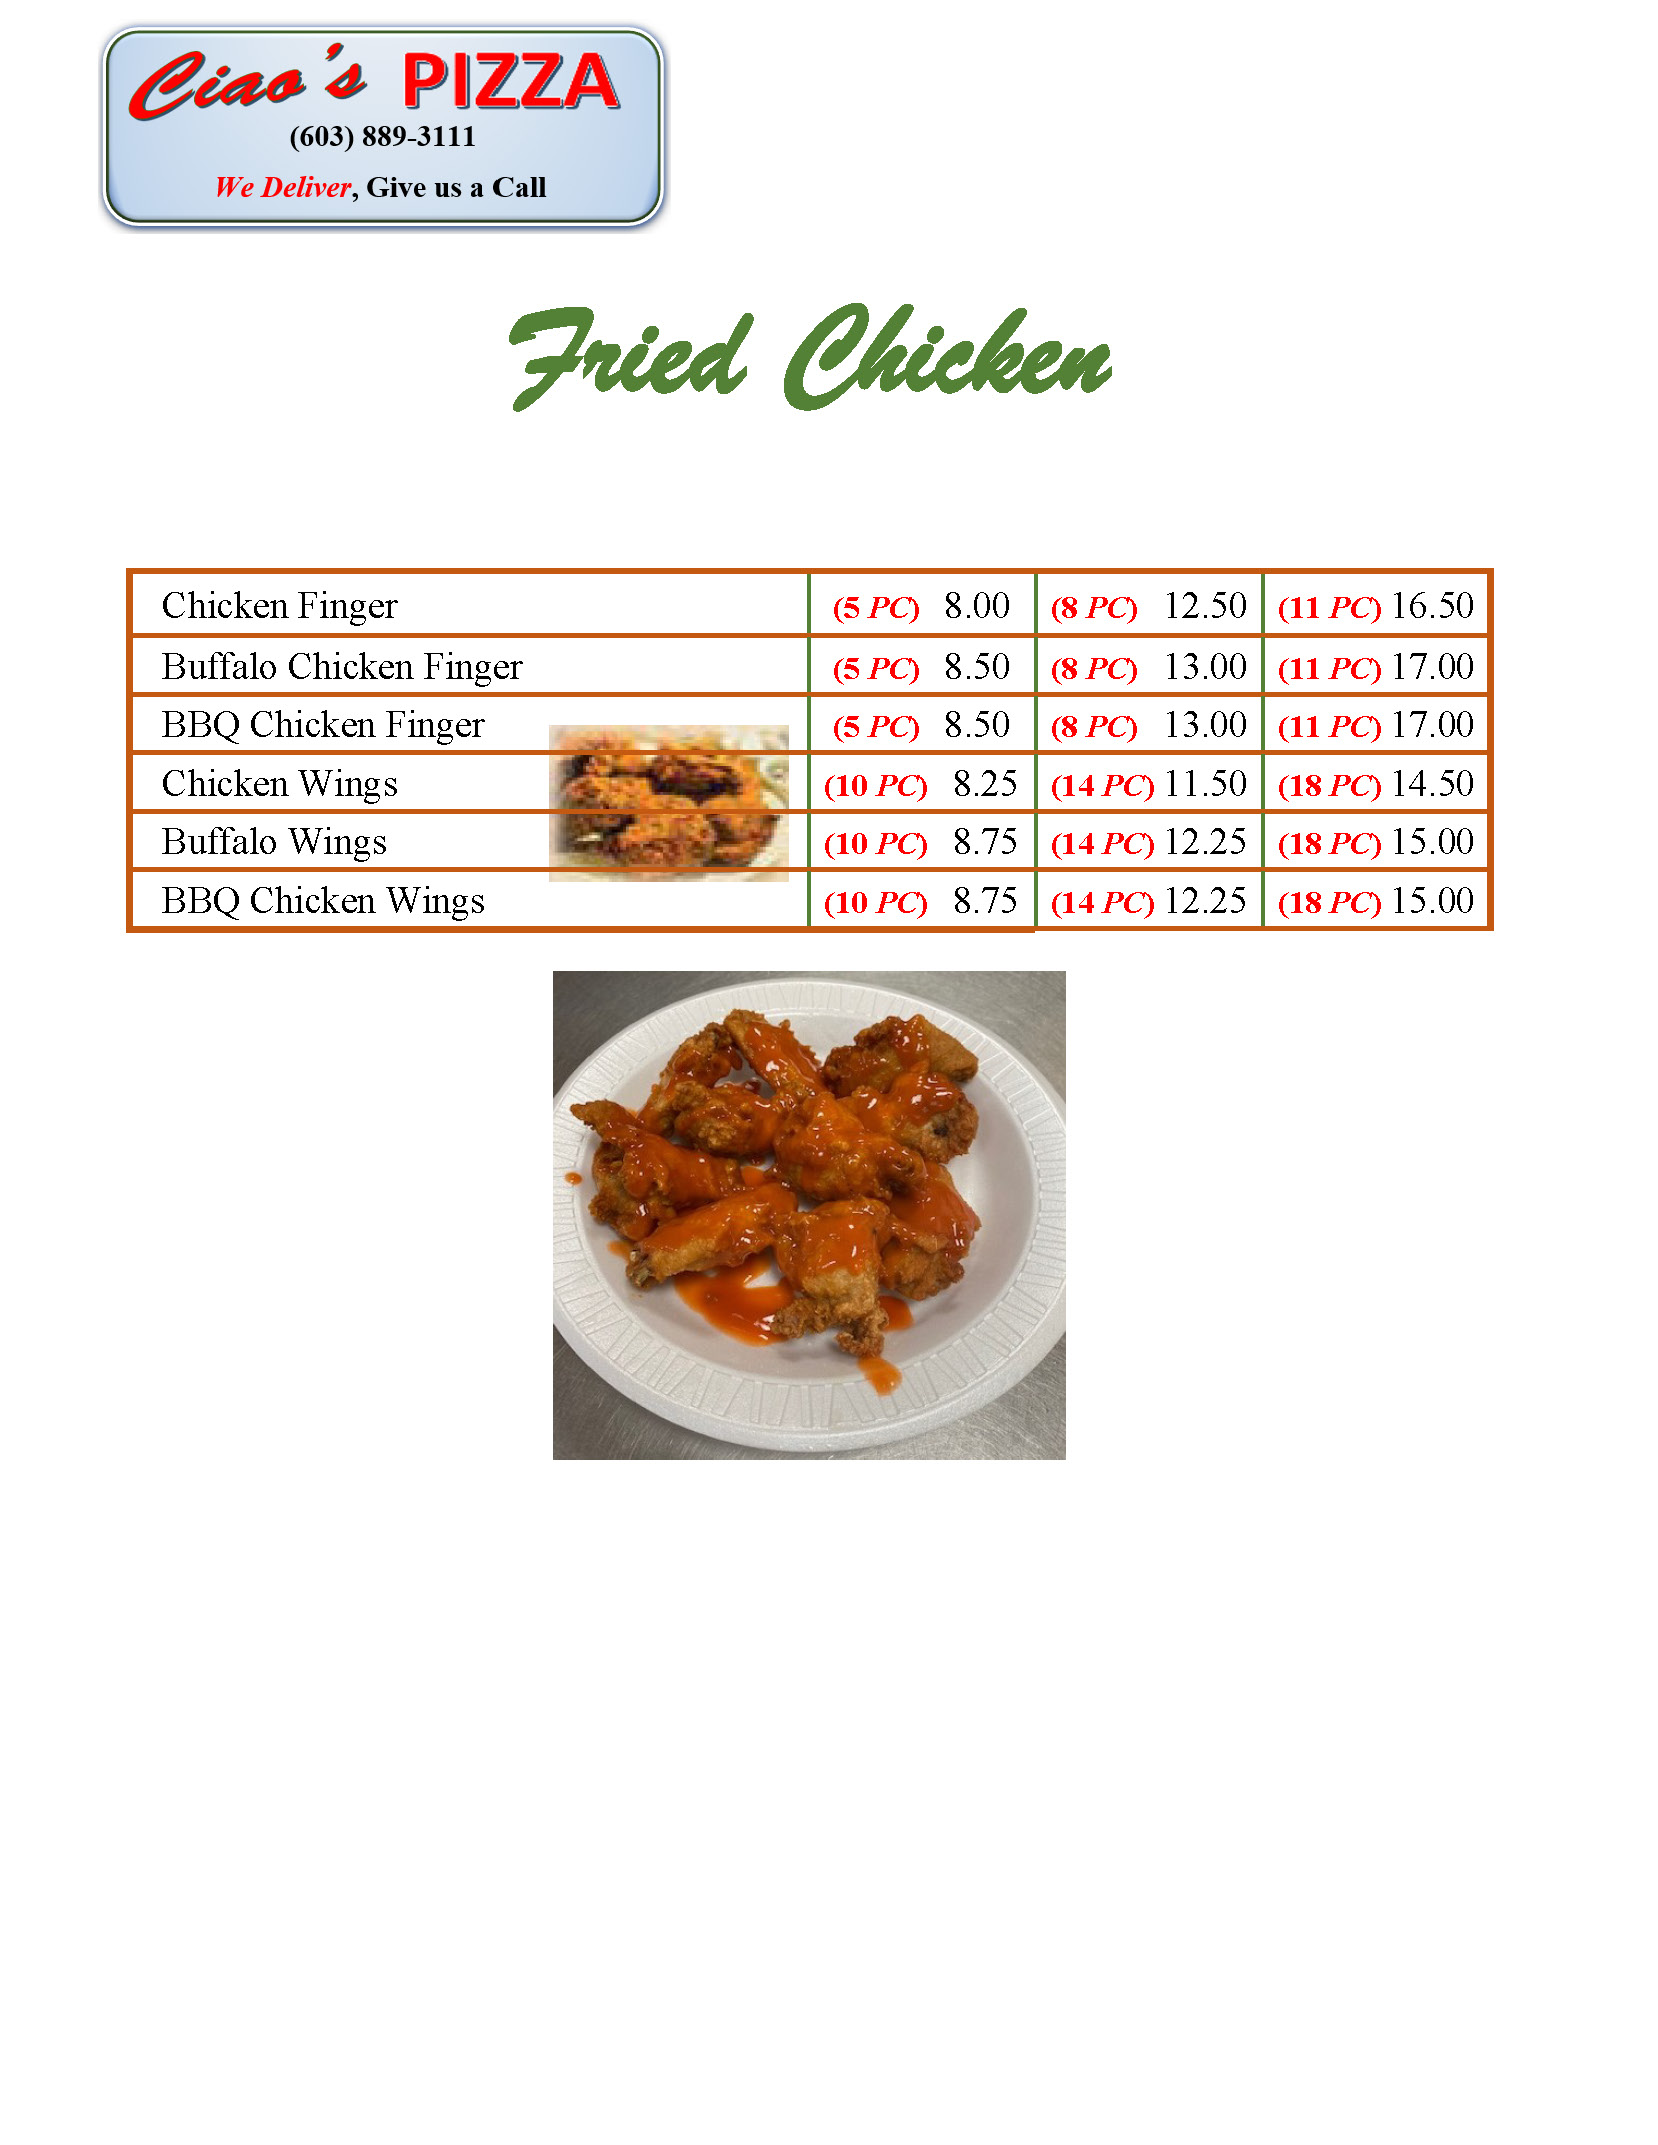 Ciao's PIZZA
(603) 889-3111
We Deliver, Give us a Call
Fried Chicken
Chicken Finger (5 PC) 8.00 (8 PC) 12.50 (11 PC) 16.50
Buffalo Chicken Finger (5 PC) 8.50 (8 PC) 13.00 (11 PC) 17.00
BBQ Chicken Finger (5 PC) 8.50 (8 PC) 13.00 (11 PC) 17.00
Chicken Wings (10 PC) 8.25 (14 PC) 11.50 (18 PC) 14.50
Buffalo Wings (10 PC) 8.75 (14 PC) 12.25 (18 PC) 15.00
BBQ Chicken Wings (10 PC) 8.75 (14 PC) 12.25 (18 PC) 15.00